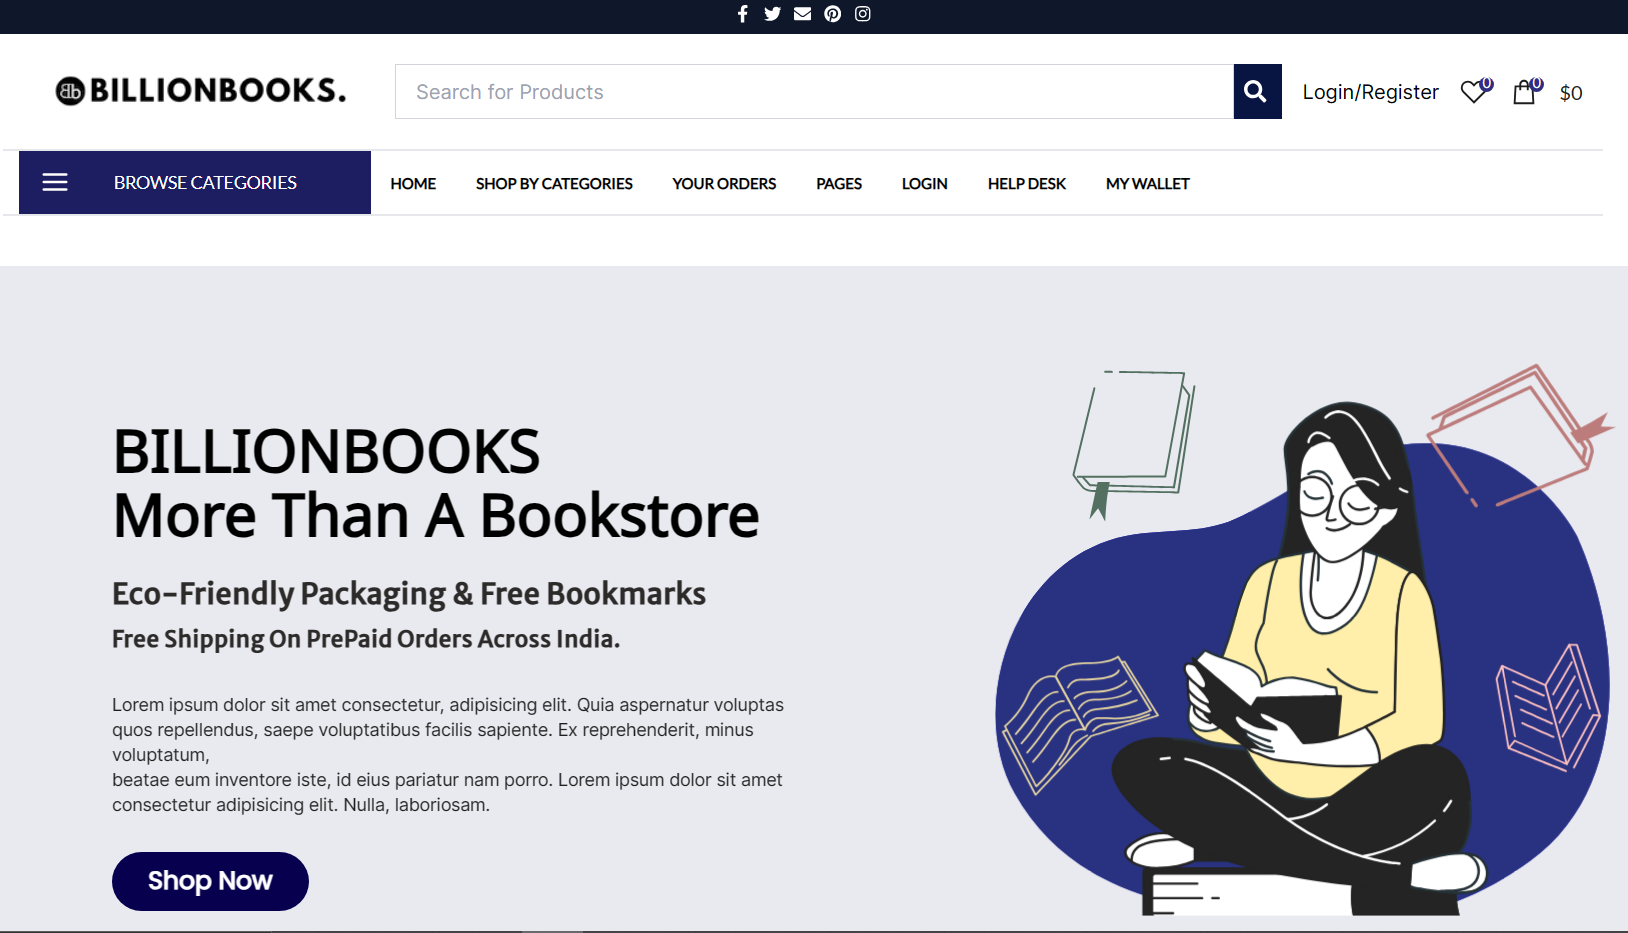 BILLIONBOOKS.
Search for Products
Login/Register
0
0
$0
BROWSE CATEGORIES
HOME
SHOP BY CATEGORIES
YOUR ORDERS
PAGES
LOGIN
HELP DESK
MY WALLET
BILLIONBOOKS
More Than A Bookstore
Eco-Friendly Packaging & Free Bookmarks
Free Shipping On PrePaid Orders Across India.
Lorem ipsum dolor sit amet consectetur, adipisicing elit. Quia aspernatur voluptas
quos repellendus, saepe voluptatibus facilis sapiente. Ex reprehenderit, minus
voluptatum,
beatae eum inventore iste, id eius pariatur nam porro. Lorem ipsum dolor sit amet
consectetur adipisicing elit. Nulla, laboriosam.
Shop Now